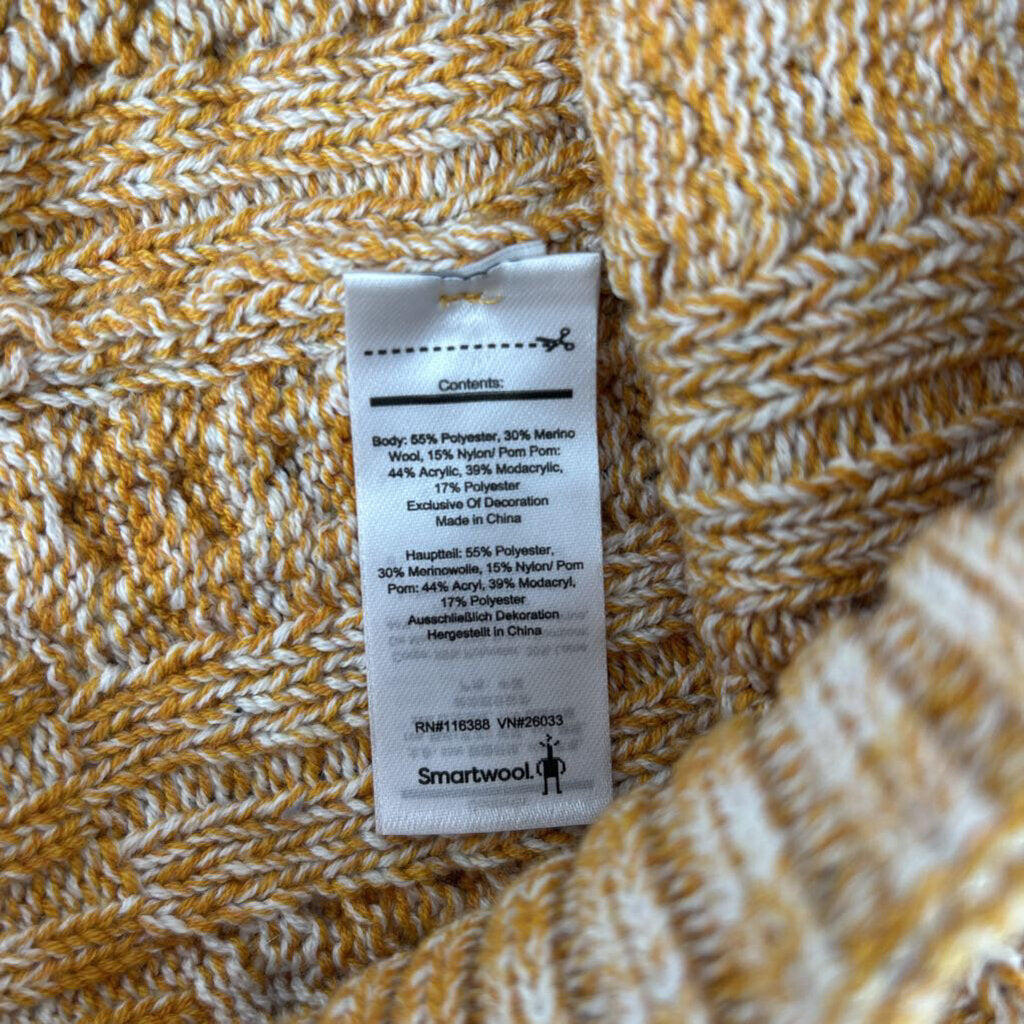 Contents:
Body: 55% Polyester, 30% Merino
Wool, 15% Nylon/ Pom Pom:
44% Acrylic, 39% Modacrylic,
17% Polyester
Exclusive Of Decoration
Made in China
Hauptteil: 55% Polyester,
30% Merinowolle, 15% Nylon/ Pom
Pom: 44% Acryl, 39% Modacryl,
17% Polyester
Ausschließlich Dekoration
Hergestellt in China
RN#116388 VN#26033
Smartwool.